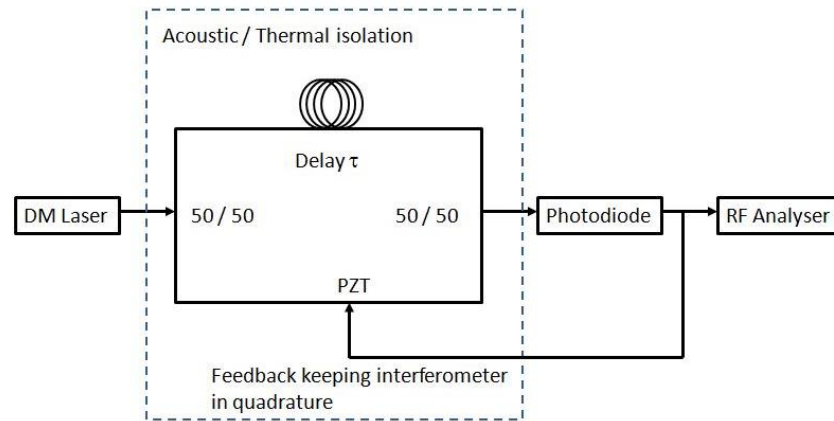 Acoustic / Thermal isolation
Delay τ
DM Laser
50 / 50
50 / 50
Photodiode
RF Analyser
PZT
Feedback keeping interferometer
in quadrature